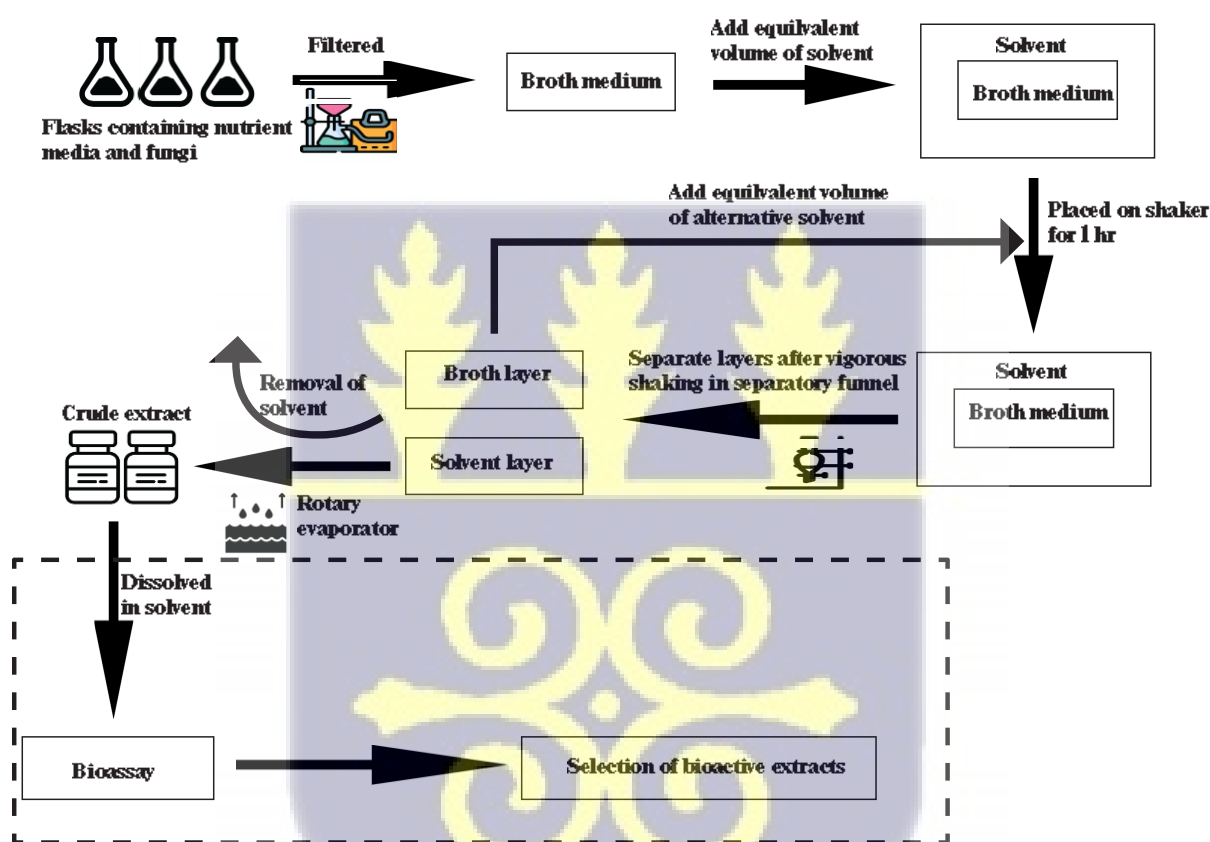 Filtered
Flasks containing nutrient
media and fungi
Broth medium
Add equilvalent
volume of solvent
Solvent
Broth medium
Placed on shaker
for 1 hr
Add equilvalent volume
of alternative solvent
Solvent
Broth medium
Separate layers after vigorous
shaking in separatory funnel
Broth layer
Solvent layer
Removal of
solvent
Crude extract
Rotary
evaporator
Dissolved
in solvent
Bioassay
Selection of bioactive extracts